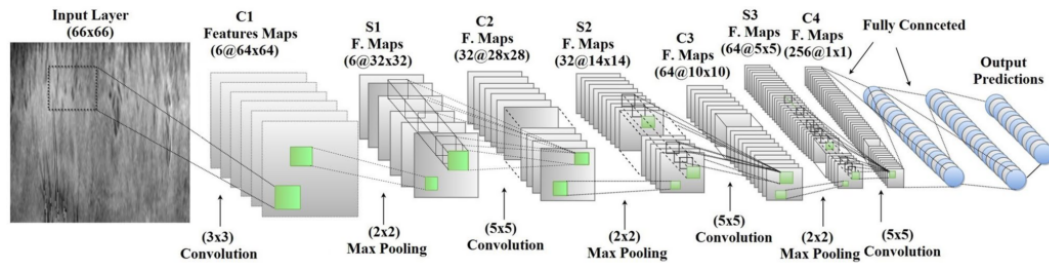 Input Layer
(66x66)
C1
Features Maps
(6@64x64)
S1
F. Maps
(6@32x32)
C2
F. Maps
(32@28x28)
S2
F. Maps
(32@14x14)
C3
F. Maps
(64@10x10)
S3
F. Maps
(64@5x5)
C4
F. Maps
(256@1x1)
Fully Connceted
Output
Predictions
(3x3)
Convolution
(2x2)
Max Pooling
(5x5)
Convolution
(2x2)
Max Pooling
(5x5)
Convolution
(2x2)
Max Pooling
(5x5)
Convolution